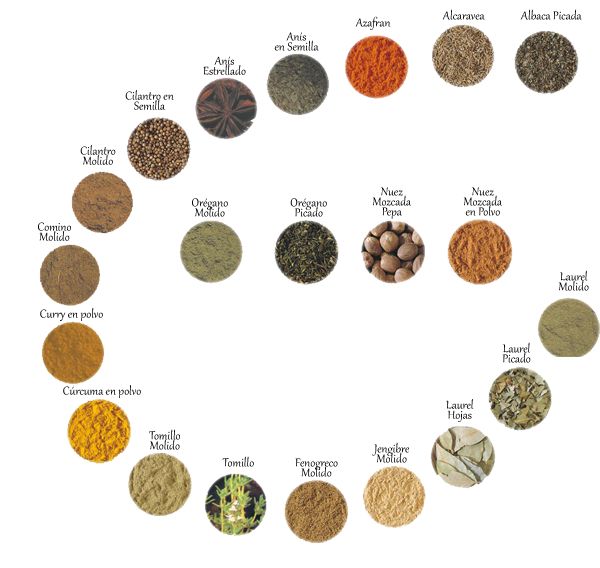 Azafran
Alcaravea
Albaca Picada
Anis
en Semilla
Anis
Estrellado
Cilantro en
Semilla
Cilantro
Molido
Comino
Molido
Orégano
Molido
Orégano
Picado
Nuez
Mozcada
Pepa
Nuez
Mozcada
en Polvo
Laurel
Molido
Curry en polvo
Laurel
Picado
Cúrcuma en polvo
Laurel
Hojas
Tomillo
Molido
Tomillo
Fenogreco
Molido
Jengibre
Molido